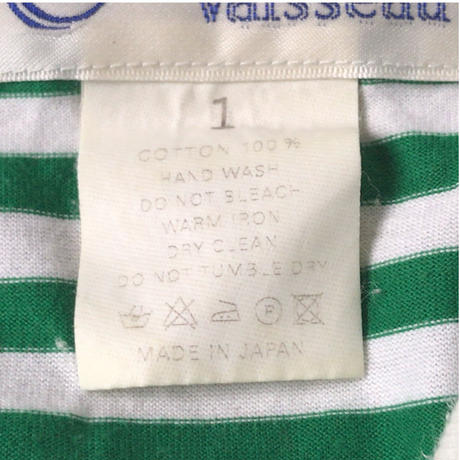 Vaisseau
1
COTTON 100%
HAND WASH
DO NOT BLEACH
WARM IRON
DRY CLEAN
DO NOT TUMBLE DRY
P
MADE IN JAPAN